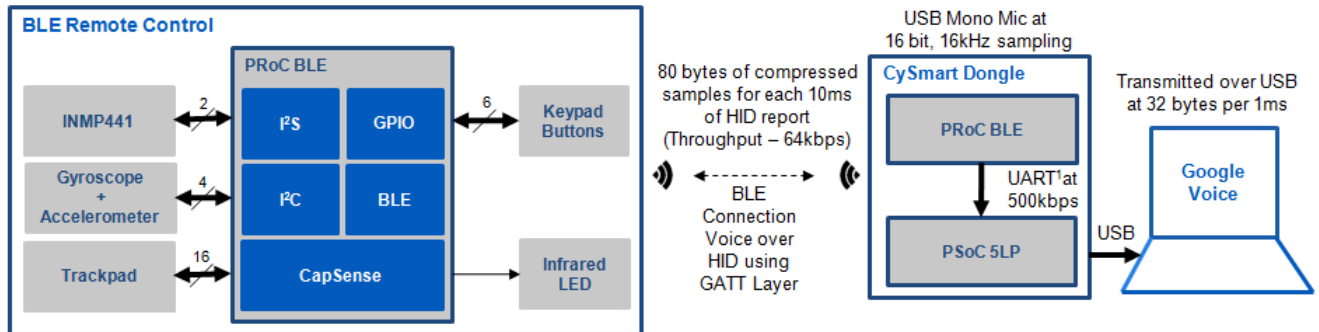 BLE Remote Control
PRoC BLE
INMP441
2
I²S
GPIO
6
Keypad
Buttons
Gyroscope
+
Accelerometer
4
I²C
BLE
Trackpad
16
CapSense
Infrared
LED
80 bytes of compressed
samples for each 10ms
of HID report
(Throughput – 64kbps)
BLE
Connection
Voice over
HID using
GATT Layer
USB Mono Mic at
16 bit, 16kHz sampling
CySmart Dongle
PRoC BLE
UART¹at
500kbps
PSoC 5LP
USB
Transmitted over USB
at 32 bytes per 1ms
Google
Voice